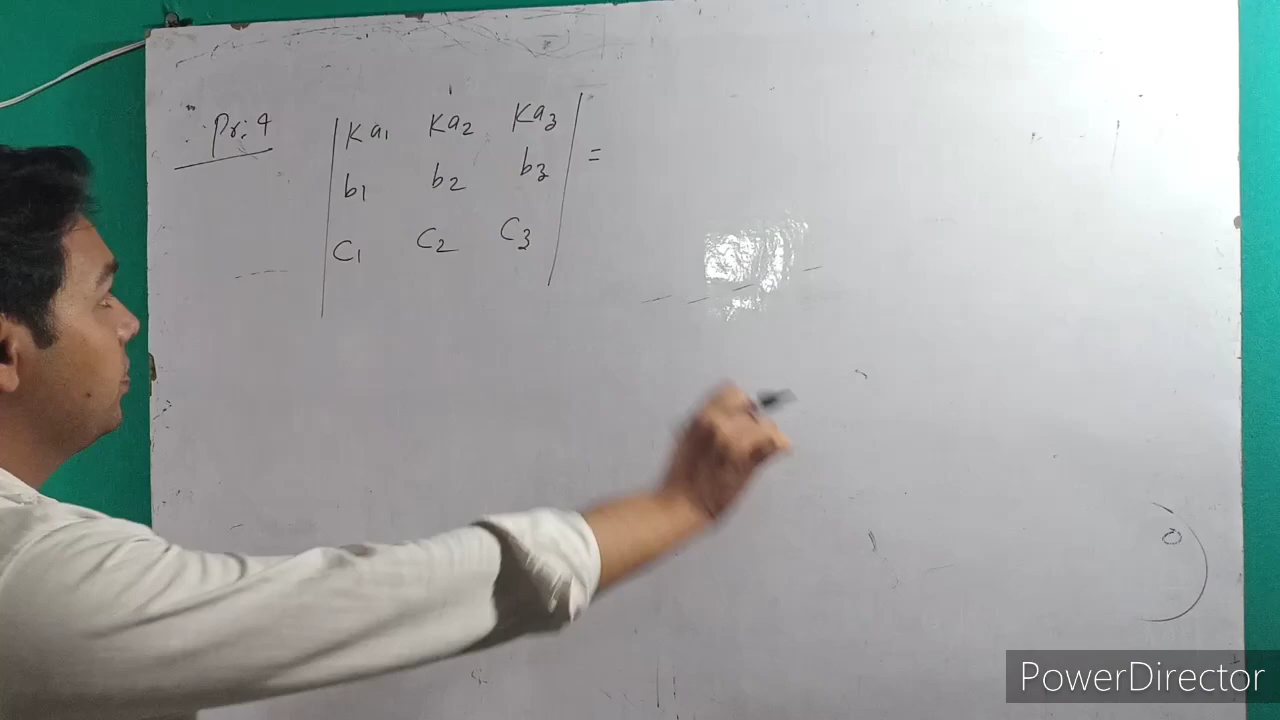 Pr: 4
Ka1 Ka2 Ka3
b1 b2 b3 =
C1 C2 C3
PowerDirector